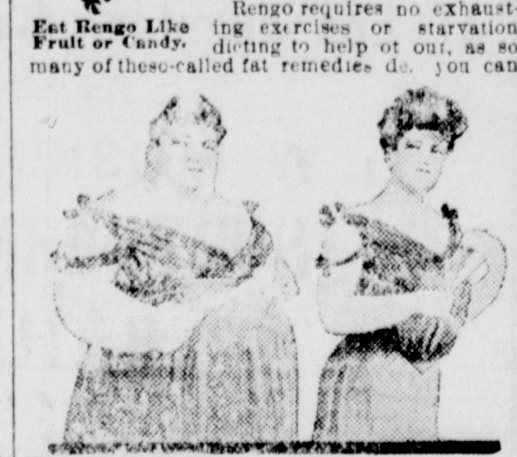 Rengo requires no exhaust-
Eat Rengo Like
Fruit or Candy.
ing exercises or starvation
dieting to help ot out, as so
many of theso-called fat remedies do. you can